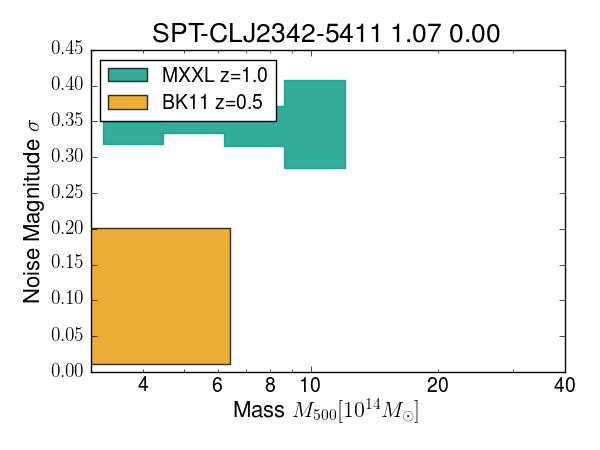 SPT-CLJ2342-5411 1.07 0.00
0.45
0.40
0.35
0.30
0.25
0.20
0.15
0.10
0.05
0.00
Noise Magnitude σ
MXXL z=1.0
BK11 z=0.5
4 6 8 10 20 40
Mass M₅₀₀[10¹⁴M⊙]